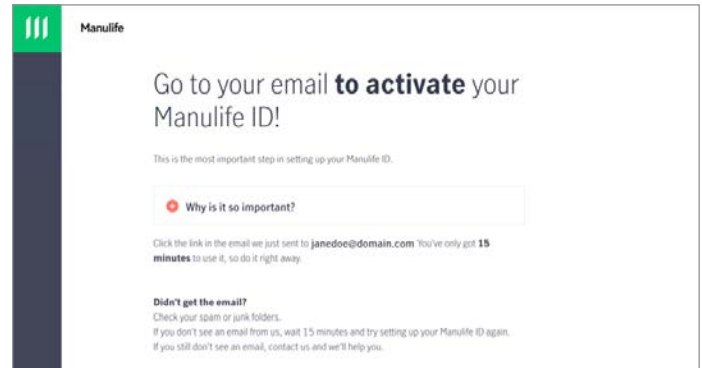 Manulife
Go to your email to activate your
Manulife ID!
This is the most important step in setting up your Manulife ID.
Why is it so important?
Click the link in the email we just sent to janedoe@domain.com You've only got 15
minutes to use it, so do it right away.
Didn't get the email?
Check your spam or junk folders.
If you don't see an email from us, wait 15 minutes and try setting up your Manulife ID again.
If you still don't see an email, contact us and we'll help you.